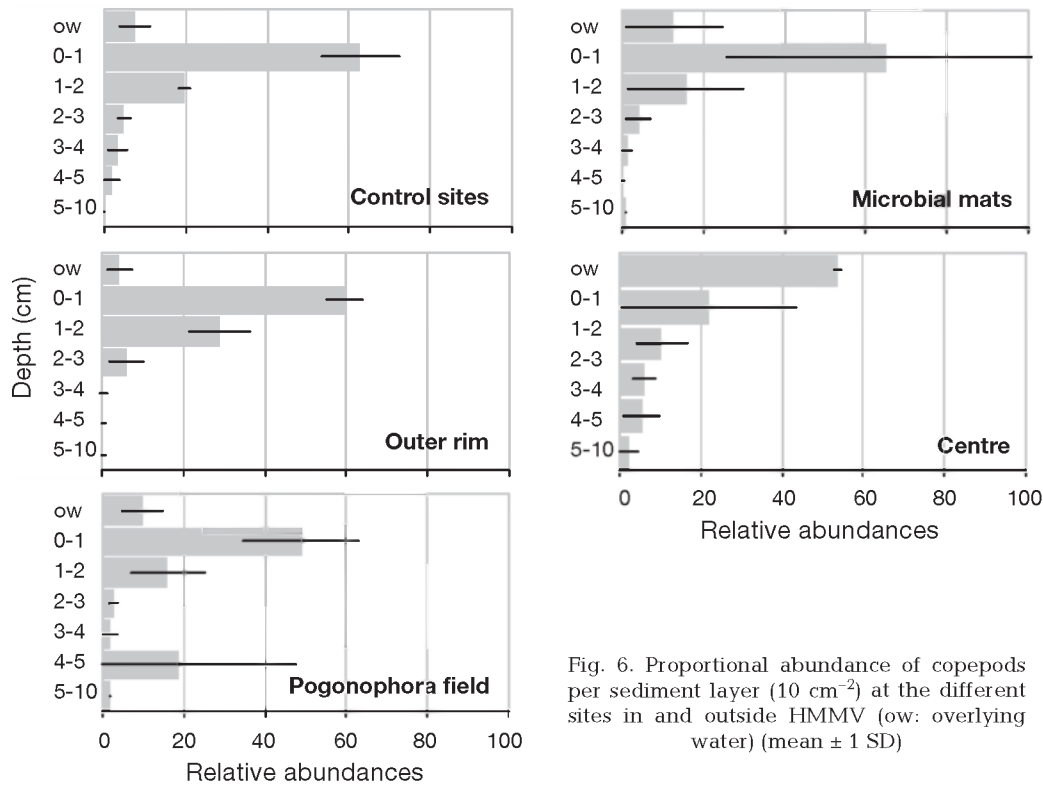 ow
0-1
1-2
2-3
3-4
4-5
5-10
Control sites
ow
0-1
1-2
2-3
3-4
4-5
5-10
Microbial mats
Depth (cm)
ow
0-1
1-2
2-3
3-4
4-5
5-10
Outer rim
ow
0-1
1-2
2-3
3-4
4-5
5-10
Centre
0 20 40 60 80 100
Relative abundances
ow
0-1
1-2
2-3
3-4
4-5
5-10
Pogonophora field
0 20 40 60 80 100
Relative abundances
Fig. 6. Proportional abundance of copepods
per sediment layer (10 cm⁻²) at the different
sites in and outside HMMV (ow: overlying
water) (mean ± 1 SD)